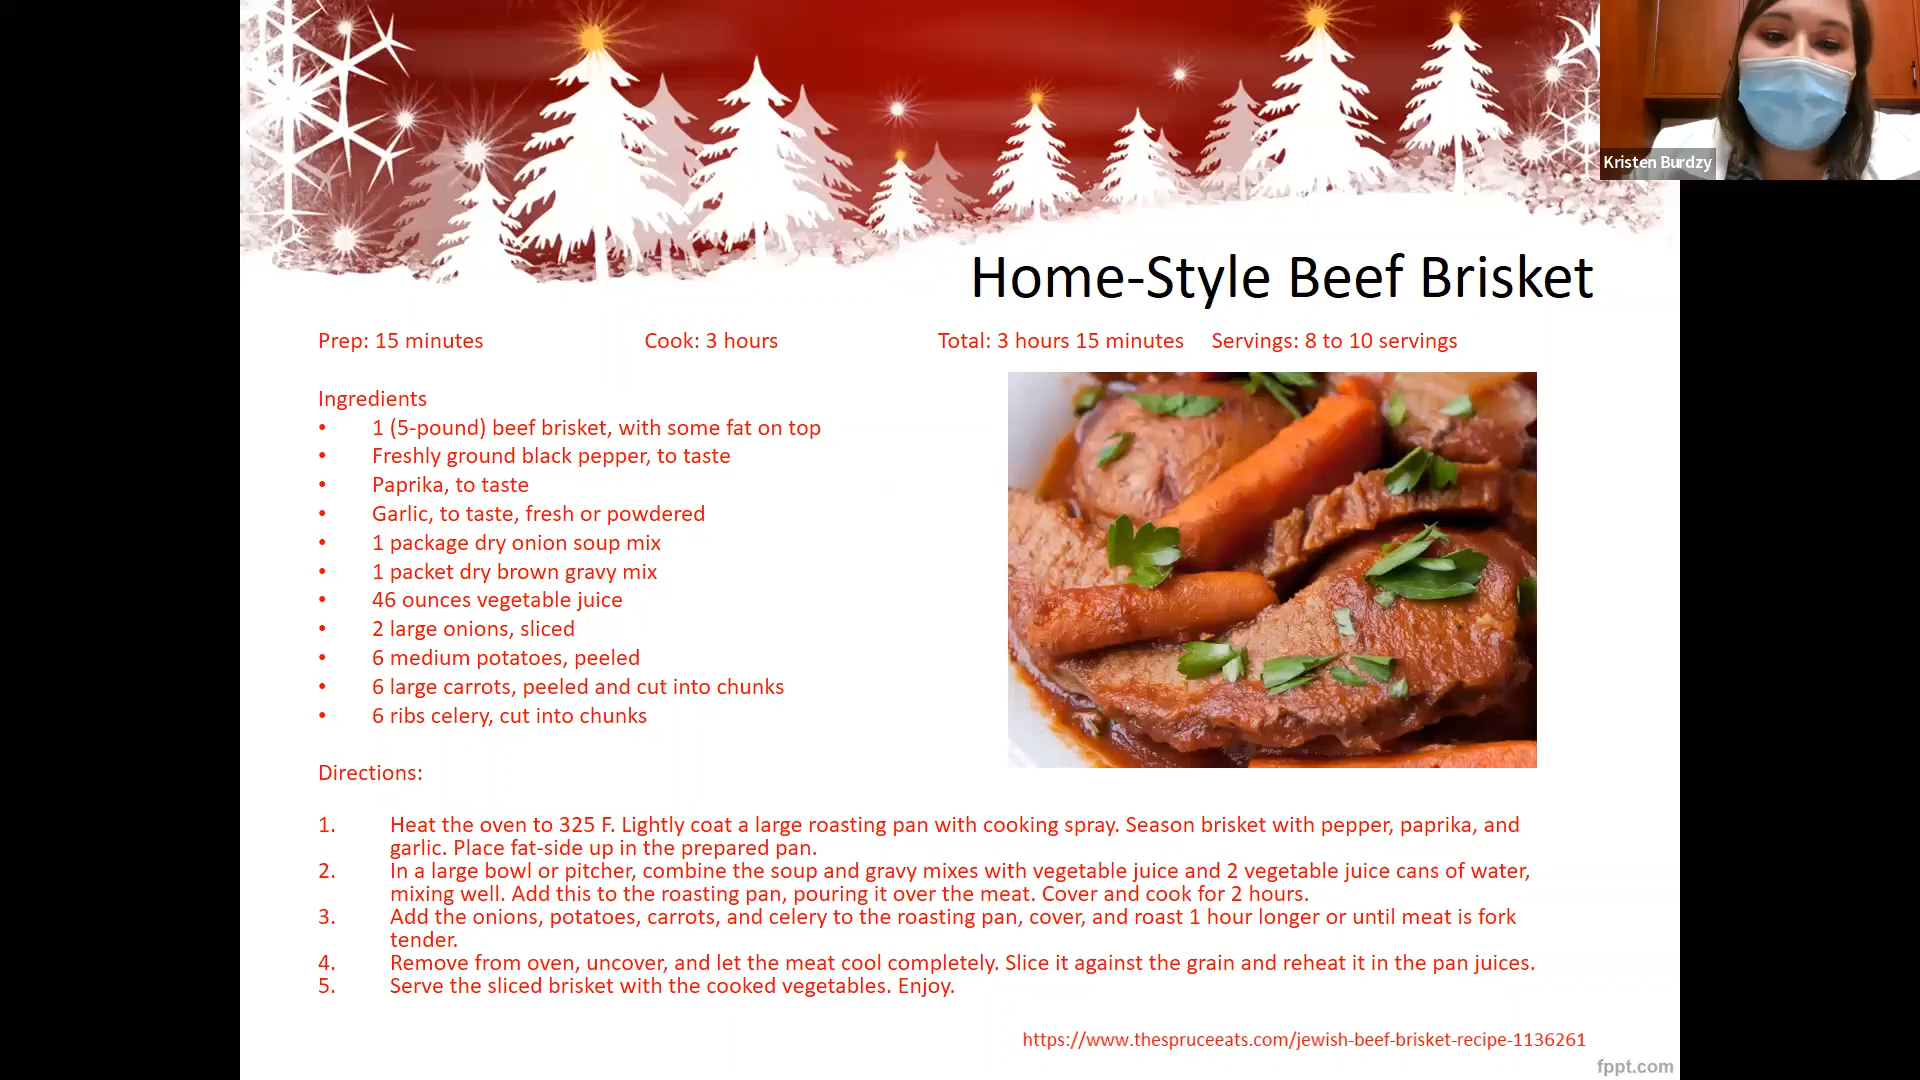 Kristen Burdzy
Home-Style Beef Brisket
Prep: 15 minutes Cook: 3 hours Total: 3 hours 15 minutes Servings: 8 to 10 servings
Ingredients
• 1 (5-pound) beef brisket, with some fat on top
• Freshly ground black pepper, to taste
• Paprika, to taste
• Garlic, to taste, fresh or powdered
• 1 package dry onion soup mix
• 1 packet dry brown gravy mix
• 46 ounces vegetable juice
• 2 large onions, sliced
• 6 medium potatoes, peeled
• 6 large carrots, peeled and cut into chunks
• 6 ribs celery, cut into chunks
Directions:
1. Heat the oven to 325 F. Lightly coat a large roasting pan with cooking spray. Season brisket with pepper, paprika, and
garlic. Place fat-side up in the prepared pan.
2. In a large bowl or pitcher, combine the soup and gravy mixes with vegetable juice and 2 vegetable juice cans of water,
mixing well. Add this to the roasting pan, pouring it over the meat. Cover and cook for 2 hours.
3. Add the onions, potatoes, carrots, and celery to the roasting pan, cover, and roast 1 hour longer or until meat is fork
tender.
4. Remove from oven, uncover, and let the meat cool completely. Slice it against the grain and reheat it in the pan juices.
5. Serve the sliced brisket with the cooked vegetables. Enjoy.
https://www.thespruceeats.com/jewish-beef-brisket-recipe-1136261
fppt.com